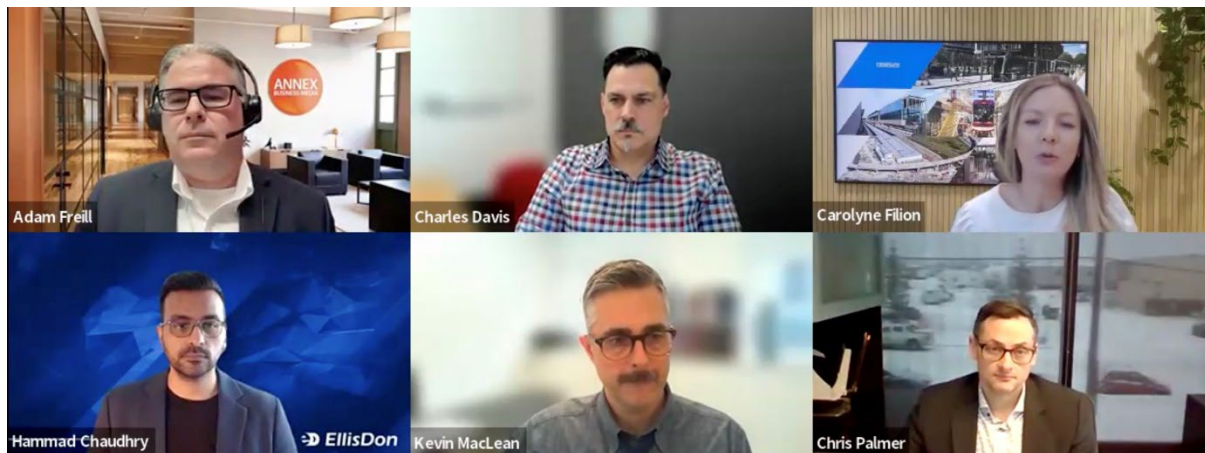 ANNEX
BUSINESS MEDIA
Adam Freill
Charles Davis
Carolyne Filion
EllisDon
Hammad Chaudhry
Kevin MacLean
Chris Palmer